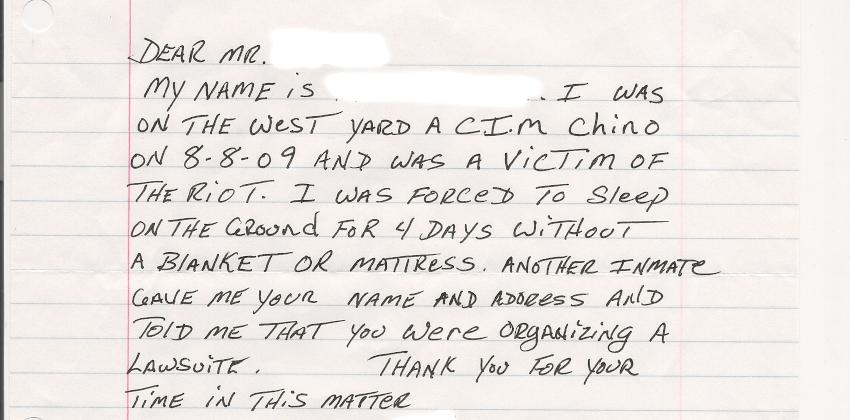 DEAR MR.
MY NAME iS . I WAS
ON THE WEST YARD A C.I.M Chino
ON 8-8-09 AND WAS A VICTIM OF
THE RIOT. I WAS FORCED TO Sleep
ON THE GROUND FOR 4 DAYS WITHOUT
A BLANKET OR MATTRESS. ANOTHER INMATE
GAVE ME YOUR NAME AND ADDRESS AND
TOLD ME THAT YOU WERE ORGANIZING A
LAWSUITE. THANK YOU FOR YOUR
TIME IN THIS MATTER